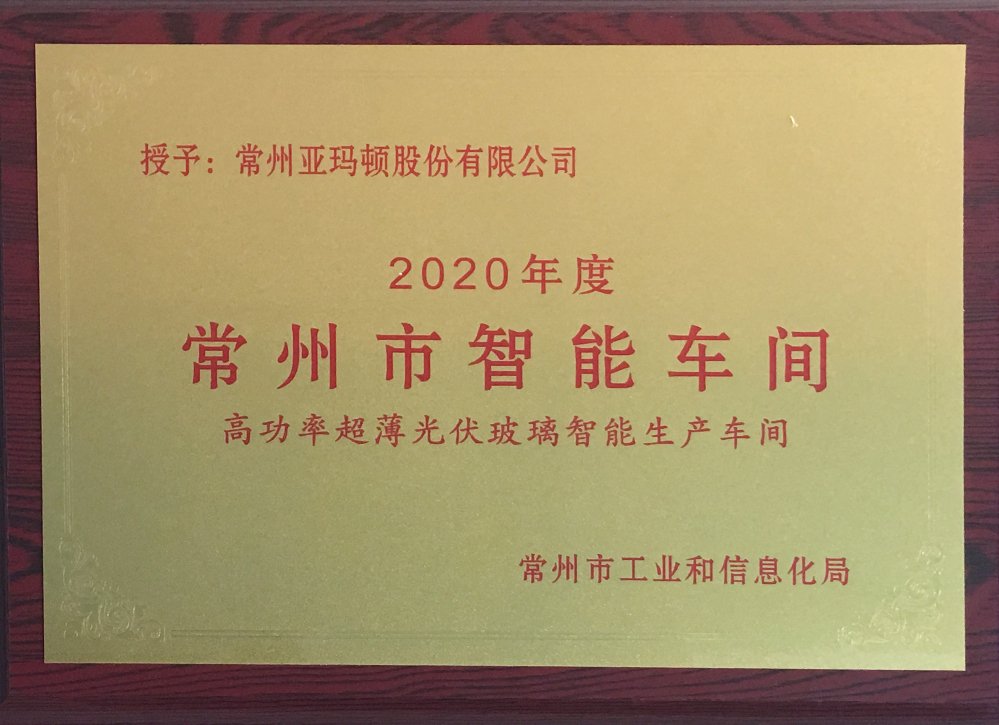 授予：常州亚玛顿股份有限公司
2020年度
常州市智能车间
高功率超薄光伏玻璃智能生产车间
常州市工业和信息化局